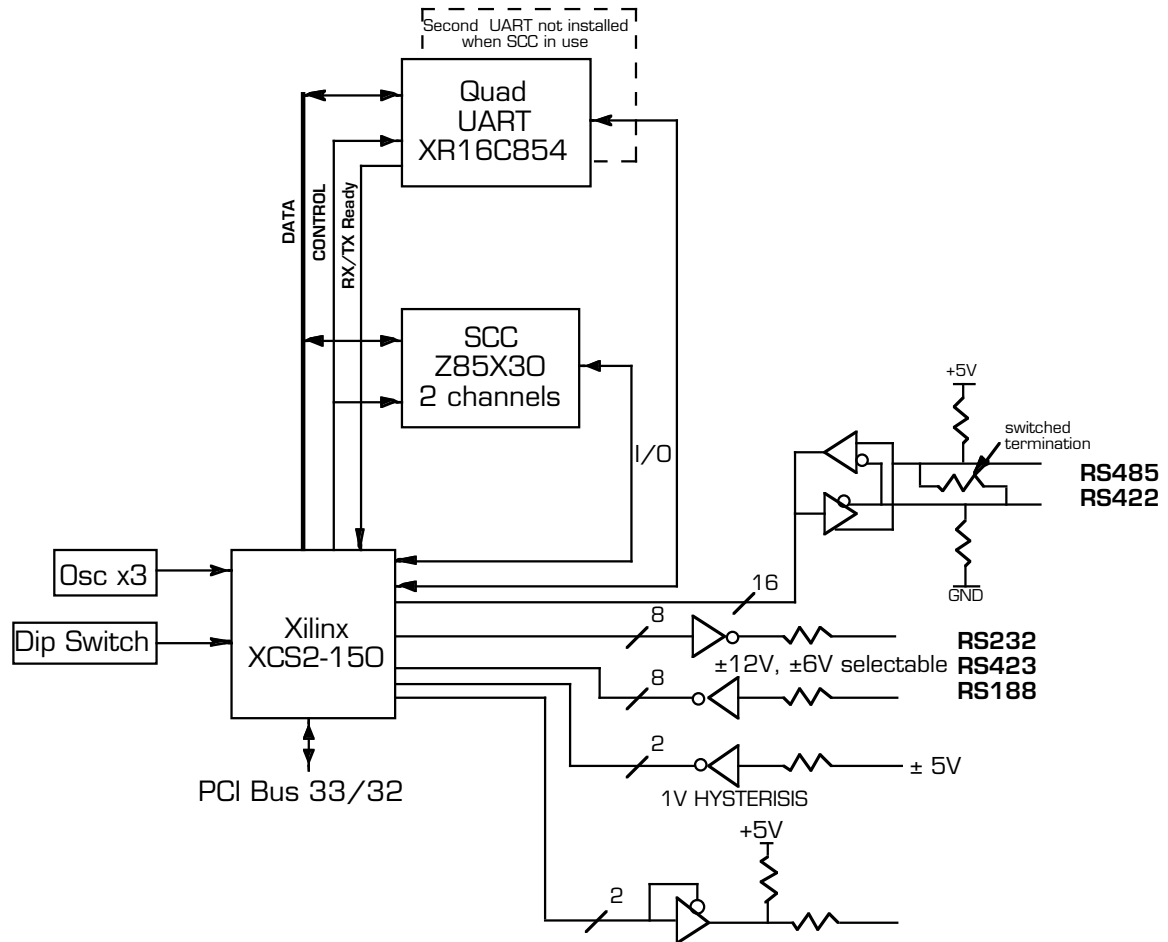 Second UART not installed
when SCC in use
Quad
UART
XR16C854
DATA
CONTROL
RX/TX Ready
SCC
Z85X30
2 channels
I/O
+5V
switched
termination
RS485
RS422
GND
Osc x3
Dip Switch
Xilinx
XCS2-150
16
8
RS232
±12V, ±6V selectable
RS423
RS188
8
2
± 5V
1V HYSTERISIS
PCI Bus 33/32
+5V
2